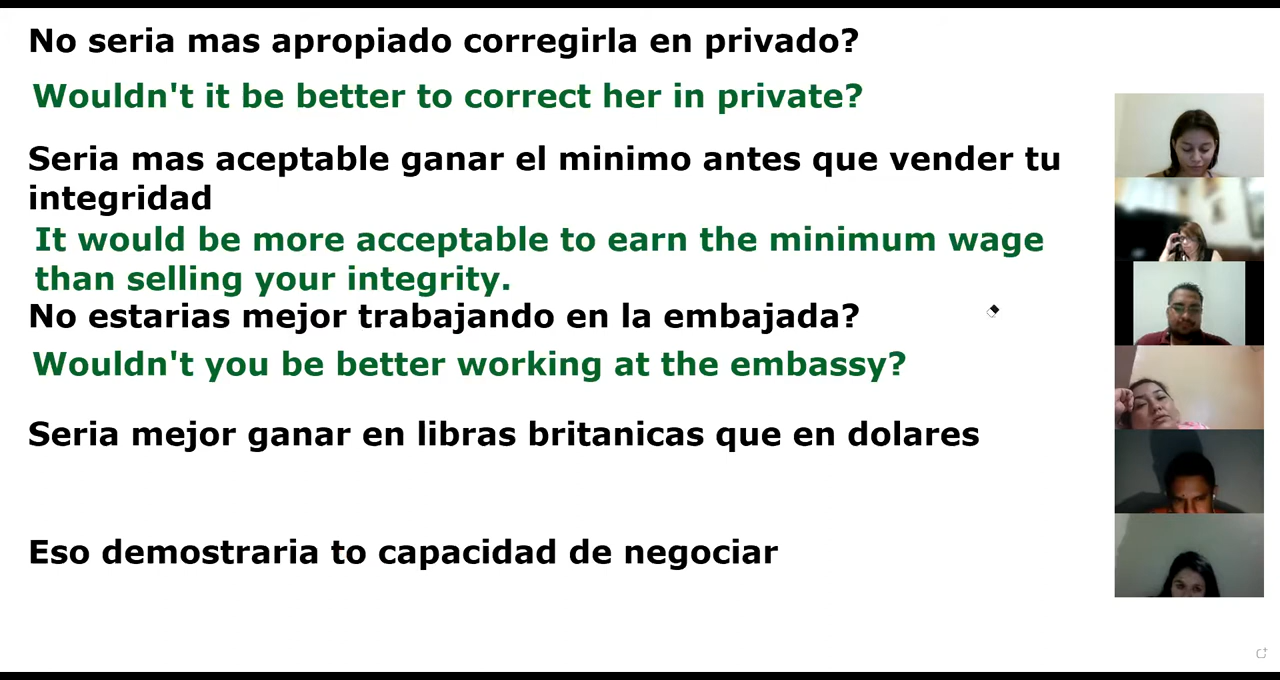 No seria mas apropiado corregirla en privado?
Wouldn't it be better to correct her in private?
Seria mas aceptable ganar el minimo antes que vender tu
integridad
It would be more acceptable to earn the minimum wage
than selling your integrity.
No estarias mejor trabajando en la embajada?
Wouldn't you be better working at the embassy?
Seria mejor ganar en libras britanicas que en dolares
Eso demostraria to capacidad de negociar